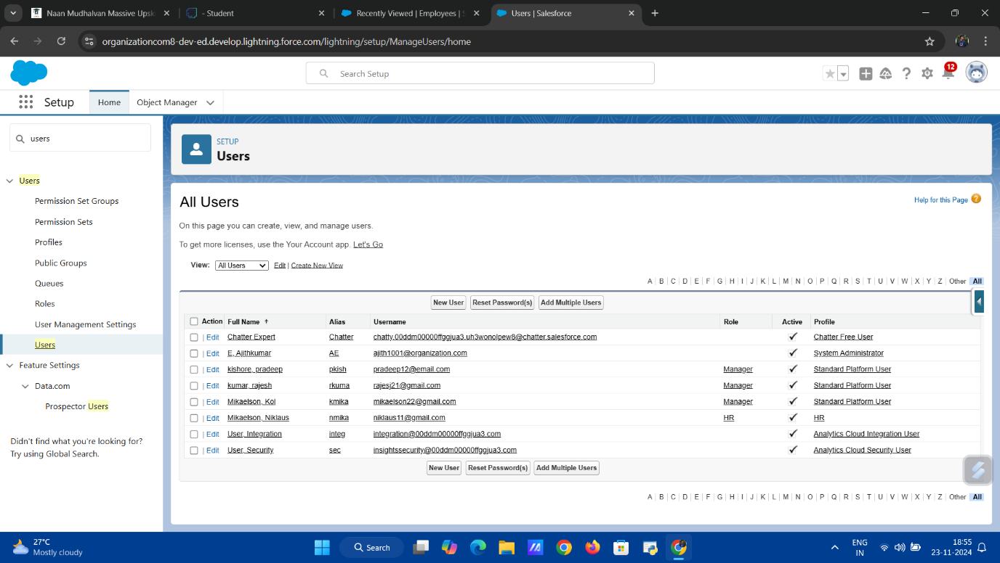 Naan Mudhalvan Massive Upsk
- Student
Recently Viewed | Employees | S
Users | Salesforce
organizationcom8-dev-ed.develop.lightning.force.com/lightning/setup/ManageUsers/home
Search Setup
12
Setup
Home
Object Manager
users
Users
Permission Set Groups
Permission Sets
Profiles
Public Groups
Queues
Roles
User Management Settings
Users
Feature Settings
Data.com
Prospector Users
Didn't find what you're looking for?
Try using Global Search.
SETUP
Users
All Users
Help for this Page ?
On this page you can create, view, and manage users.
To get more licenses, use the Your Account app. Let's Go
View: All Users Edit | Create New View
A | B | C | D | E | F | G | H | I | J | K | L | M | N | O | P | Q | R | S | T | U | V | W | X | Y | Z | Other All
New User Reset Password(s) Add Multiple Users
Action Full Name ↑ Alias Username Role Active Profile
| Edit Chatter Expert Chatter chatty.00ddm00000ffggjua3.uh3wonolpew8@chatter.salesforce.com ✓ Chatter Free User
| Edit E, Ajithkumar AE ajith1001@organization.com ✓ System Administrator
| Edit kishore, pradeep pkish pradeep12@email.com Manager ✓ Standard Platform User
| Edit kumar, rajesh rkuma rajesj21@gmail.com Manager ✓ Standard Platform User
| Edit Mikaelson, Kol kmika mikaelson22@gmail.com Manager ✓ Standard Platform User
| Edit Mikaelson, Niklaus nmika niklaus11@gmail.com HR ✓ HR
| Edit User, Integration integ integration@00ddm00000ffggjua3.com ✓ Analytics Cloud Integration User
| Edit User, Security sec insightssecurity@00ddm00000ffggjua3.com ✓ Analytics Cloud Security User
New User Reset Password(s) Add Multiple Users
A | B | C | D | E | F | G | H | I | J | K | L | M | N | O | P | Q | R | S | T | U | V | W | X | Y | Z | Other All
27°C
Mostly cloudy
Search
ENG
IN
18:55
23-11-2024